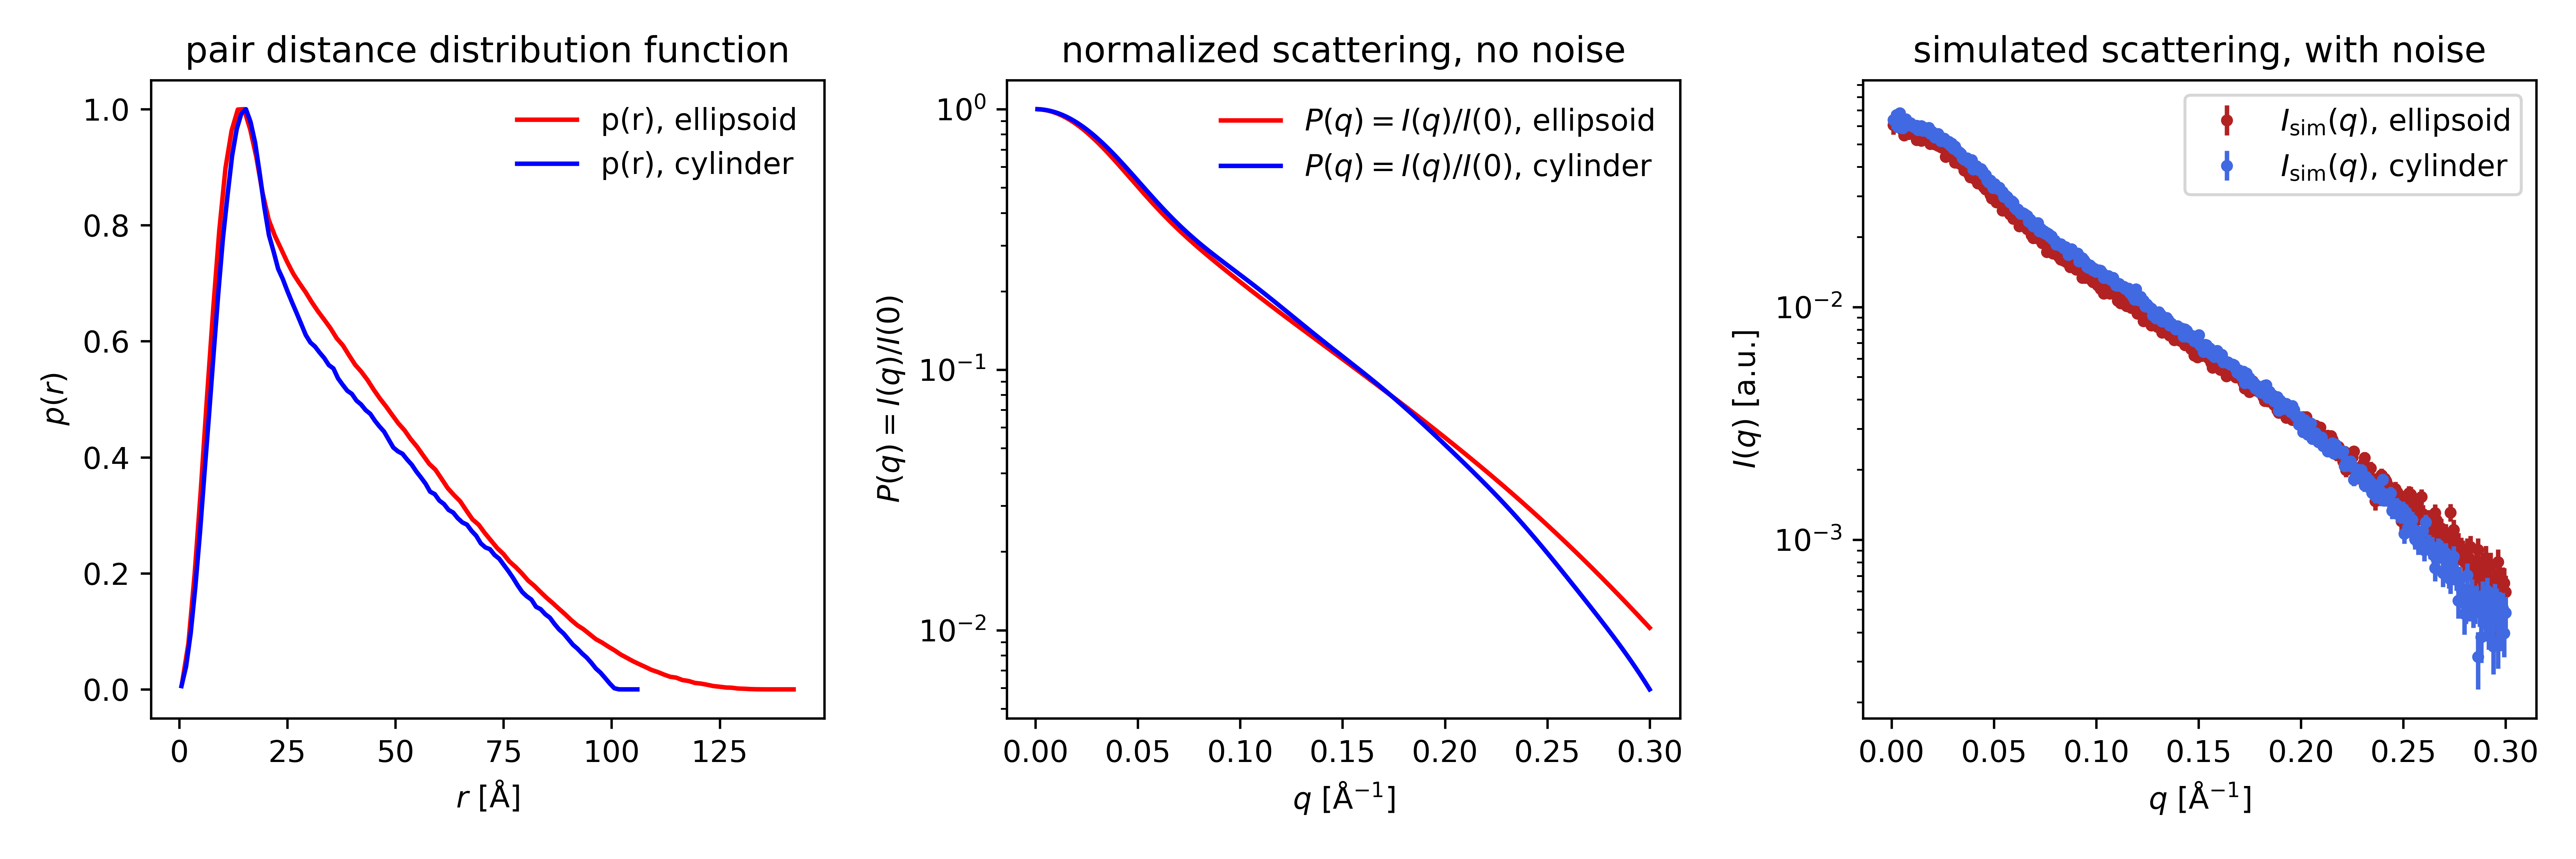 pair distance distribution function
p(r), ellipsoid
p(r), cylinder
1.0
0.8
0.6
0.4
0.2
0.0
p(r)
0 25 50 75 100 125
r [Å]
normalized scattering, no noise
P(q) = I(q)/I(0), ellipsoid
P(q) = I(q)/I(0), cylinder
10⁰
10⁻¹
10⁻²
P(q) = I(q)/I(0)
0.00 0.05 0.10 0.15 0.20 0.25 0.30
q [Å⁻¹]
simulated scattering, with noise
I_sim(q), ellipsoid
I_sim(q), cylinder
10⁻²
10⁻³
I(q) [a.u.]
0.00 0.05 0.10 0.15 0.20 0.25 0.30
q [Å⁻¹]